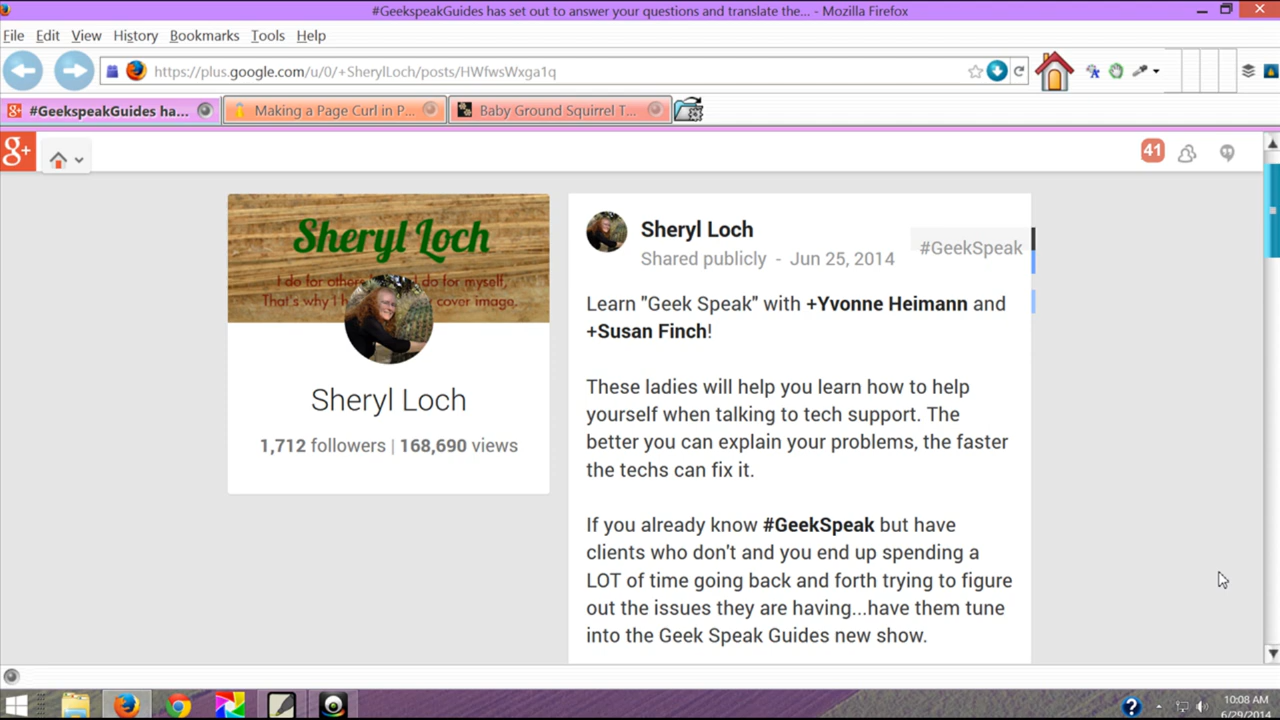 #GeekspeakGuides has set out to answer your questions and translate the... - Mozilla Firefox
File Edit View History Bookmarks Tools Help
https://plus.google.com/u/0/+SherylLoch/posts/HWfwsWxga1q
#GeekspeakGuides ha...
Making a Page Curl in P...
Baby Ground Squirrel T...
g+
41
Sheryl Loch
I do for others do for myself,
That's why I h cover image.
Sheryl Loch
1,712 followers | 168,690 views
Sheryl Loch
Shared publicly - Jun 25, 2014
#GeekSpeak
Learn "Geek Speak" with +Yvonne Heimann and
+Susan Finch!
These ladies will help you learn how to help
yourself when talking to tech support. The
better you can explain your problems, the faster
the techs can fix it.
If you already know #GeekSpeak but have
clients who don't and you end up spending a
LOT of time going back and forth trying to figure
out the issues they are having...have them tune
into the Geek Speak Guides new show.
10:08 AM
6/29/2014